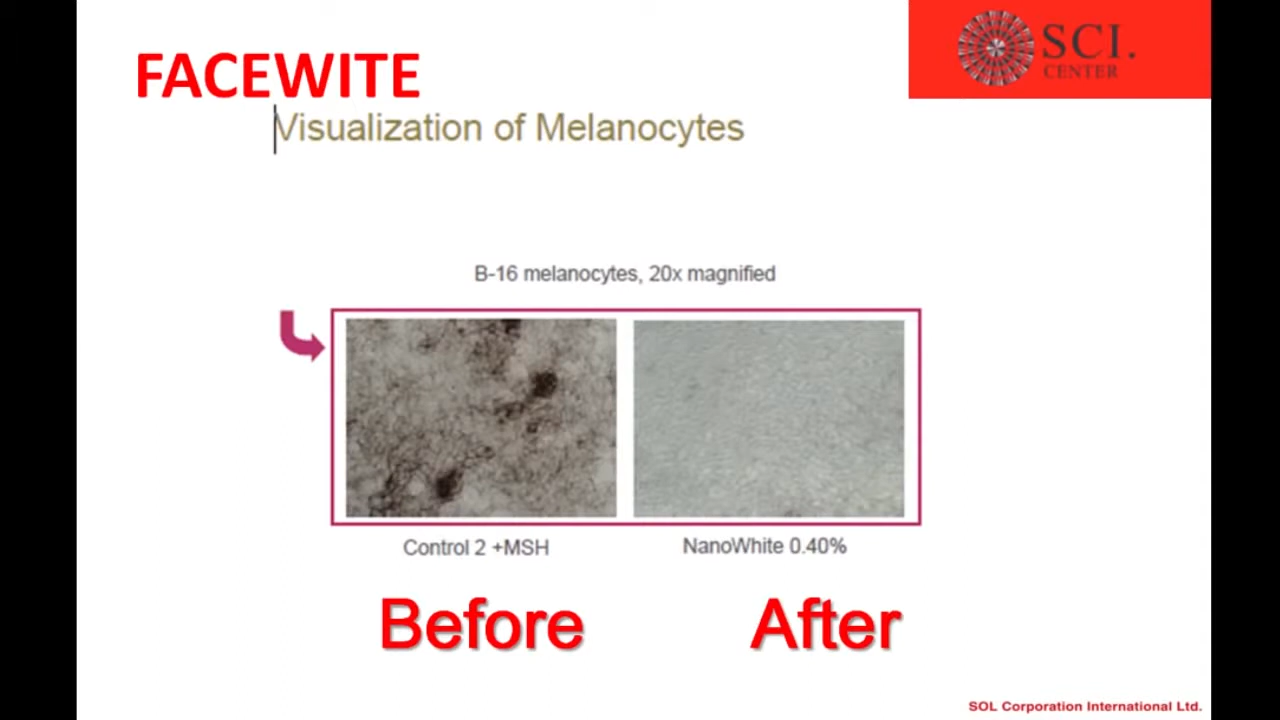 FACEWITE
SCI.
CENTER
Visualization of Melanocytes
B-16 melanocytes, 20x magnified
Control 2 +MSH
NanoWhite 0.40%
Before
After
SOL Corporation International Ltd.